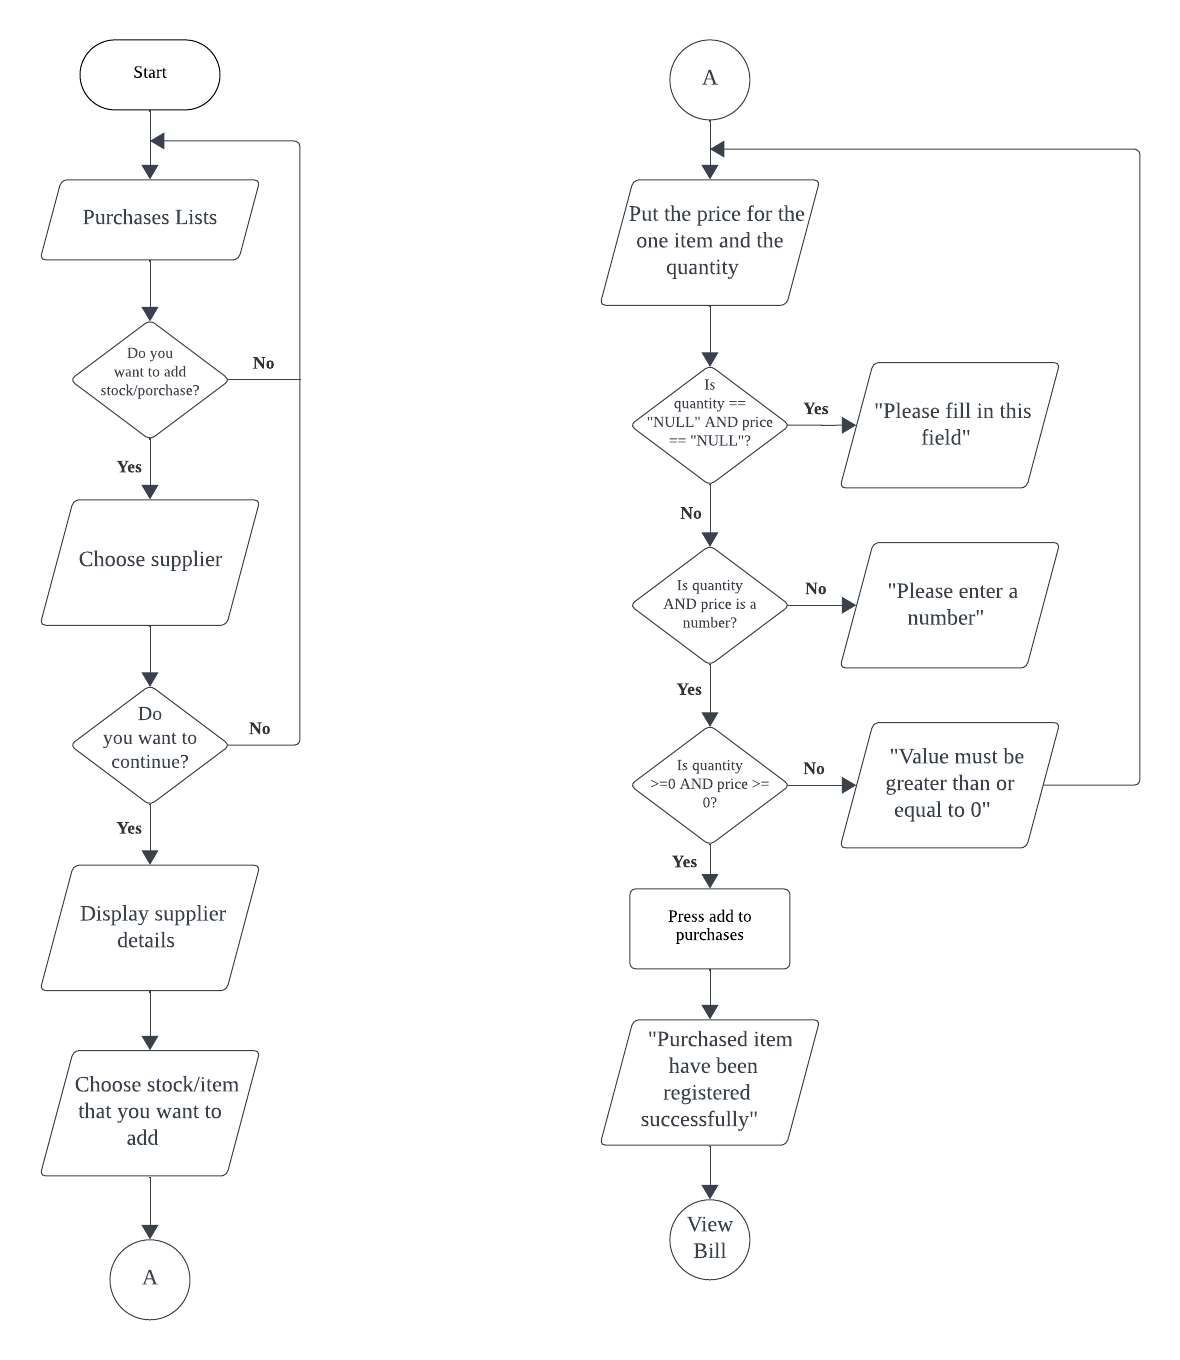 Start
Purchases Lists
Do you
want to add
stock/porchase?
No
Yes
Choose supplier
Do
you want to
continue?
No
Yes
Display supplier
details
Choose stock/item
that you want to
add
A
A
Put the price for the
one item and the
quantity
Is
quantity ==
"NULL" AND price
== "NULL"?
Yes
"Please fill in this
field"
No
Is quantity
AND price is a
number?
No
"Please enter a
number"
Yes
Is quantity
>=0 AND price >=
0?
No
"Value must be
greater than or
equal to 0"
Yes
Press add to
purchases
"Purchased item
have been
registered
successfully"
View
Bill